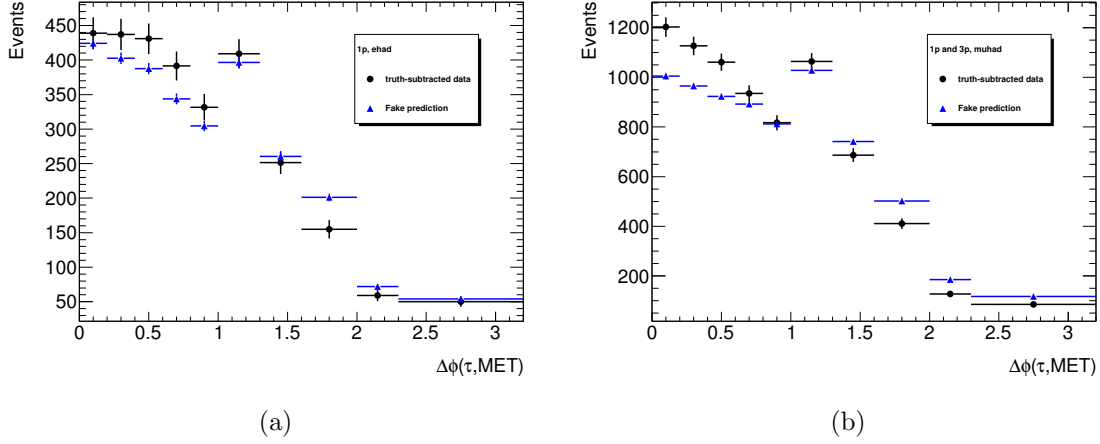 Events
450
400
350
300
250
200
150
100
50
0 0.5 1 1.5 2 2.5 3
Δϕ(τ,MET)
1p, ehad
truth-subtracted data
Fake prediction
(a)
Events
1200
1000
800
600
400
200
0 0.5 1 1.5 2 2.5 3
Δϕ(τ,MET)
1p and 3p, muhad
truth-subtracted data
Fake prediction
(b)